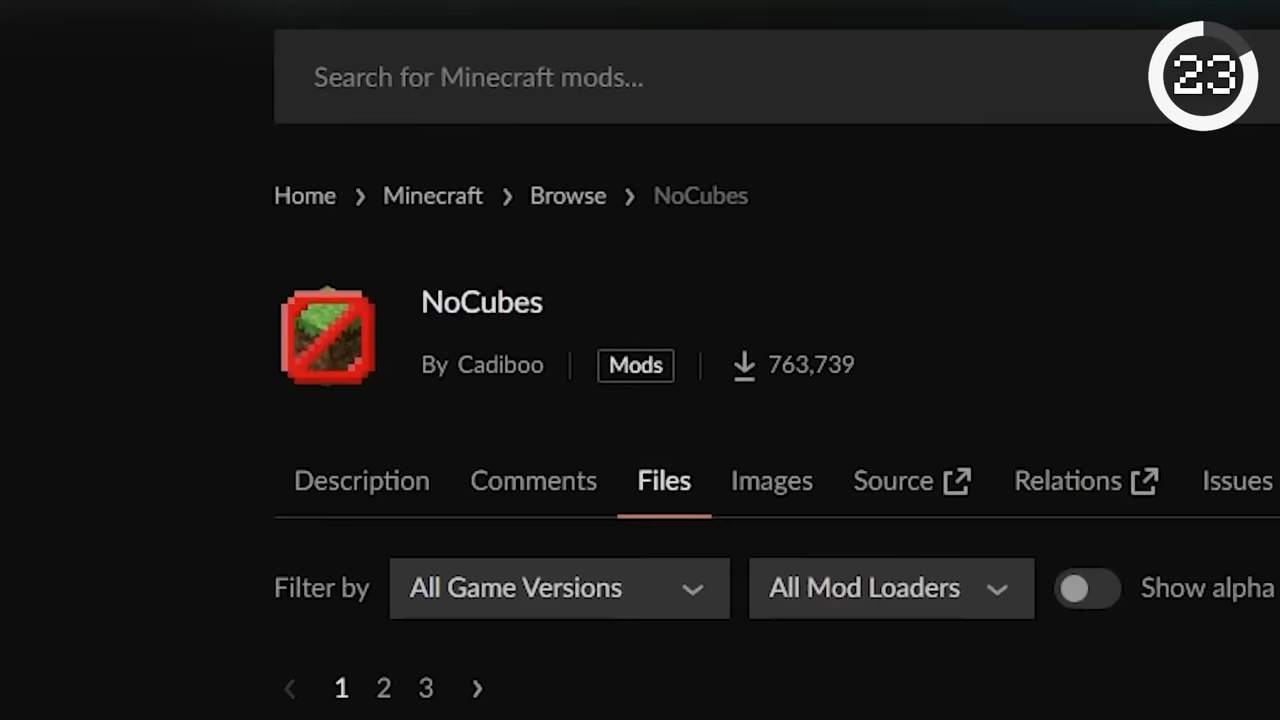 23
Search for Minecraft mods...
Home > Minecraft > Browse > NoCubes
NoCubes
By Cadiboo | Mods | 763,739
Description Comments Files Images Source Relations Issues
Filter by All Game Versions All Mod Loaders Show alpha
< 1 2 3 >